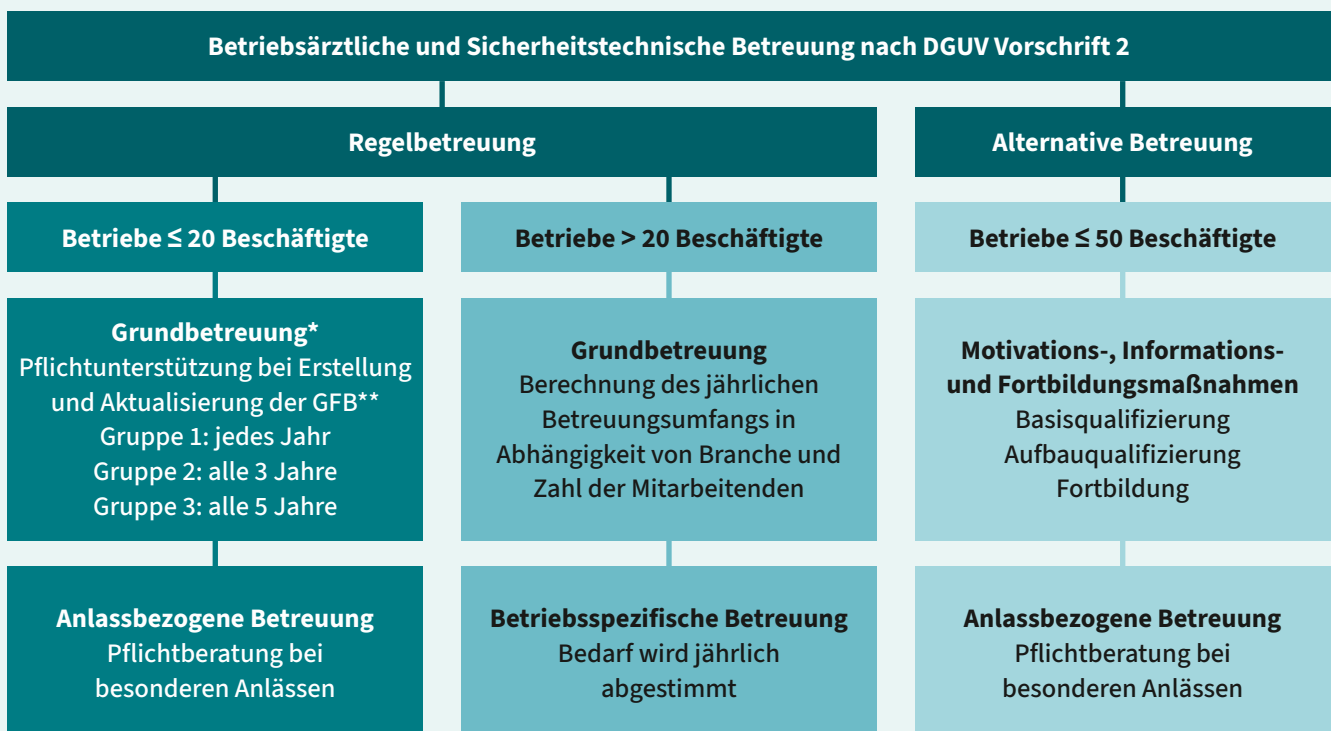 Betriebsärztliche und Sicherheitstechnische Betreuung nach DGUV Vorschrift 2
Regelbetreuung
Alternative Betreuung
Betriebe ≤ 20 Beschäftigte
Betriebe > 20 Beschäftigte
Betriebe ≤ 50 Beschäftigte
Grundbetreuung*
Pflichtunterstützung bei Erstellung
und Aktualisierung der GFB**
Gruppe 1: jedes Jahr
Gruppe 2: alle 3 Jahre
Gruppe 3: alle 5 Jahre
Grundbetreuung
Berechnung des jährlichen
Betreuungsumfangs in
Abhängigkeit von Branche und
Zahl der Mitarbeitenden
Motivations-, Informations-
und Fortbildungsmaßnahmen
Basisqualifizierung
Aufbauqualifizierung
Fortbildung
Anlassbezogene Betreuung
Pflichtberatung bei
besonderen Anlässen
Betriebsspezifische Betreuung
Bedarf wird jährlich
abgestimmt
Anlassbezogene Betreuung
Pflichtberatung bei
besonderen Anlässen